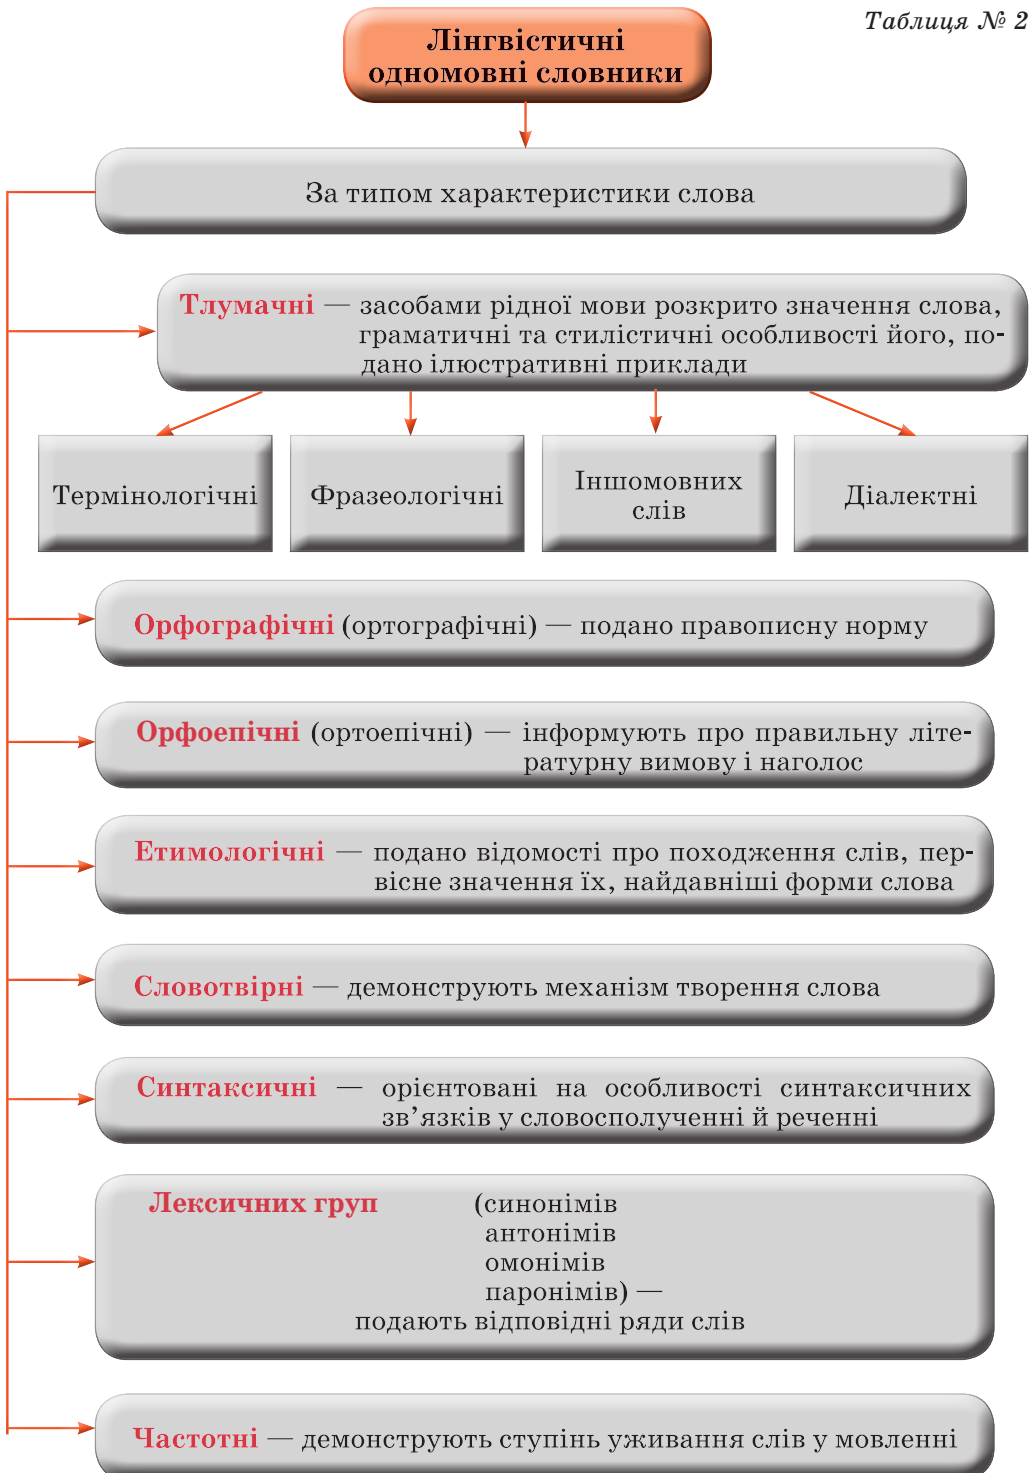 Таблиця № 2
Лінгвістичні
одномовні словники
За типом характеристики слова
Тлумачні — засобами рідної мови розкрито значення слова,
граматичні та стилістичні особливості його, по-
дано ілюстративні приклади
Термінологічні
Фразеологічні
Іншомовних
слів
Діалектні
Орфографічні (ортографічні) — подано правописну норму
Орфоепічні (ортоепічні) — інформують про правильну літе-
ратурну вимову і наголос
Етимологічні — подано відомості про походження слів, пер-
вісне значення їх, найдавніші форми слова
Словотвірні — демонструють механізм творення слова
Синтаксичні — орієнтовані на особливості синтаксичних
зв’язків у словосполученні й реченні
Лексичних груп (синонімів
антонімів
омонімів
паронімів) —
подають відповідні ряди слів
Частотні — демонструють ступінь уживання слів у мовленні